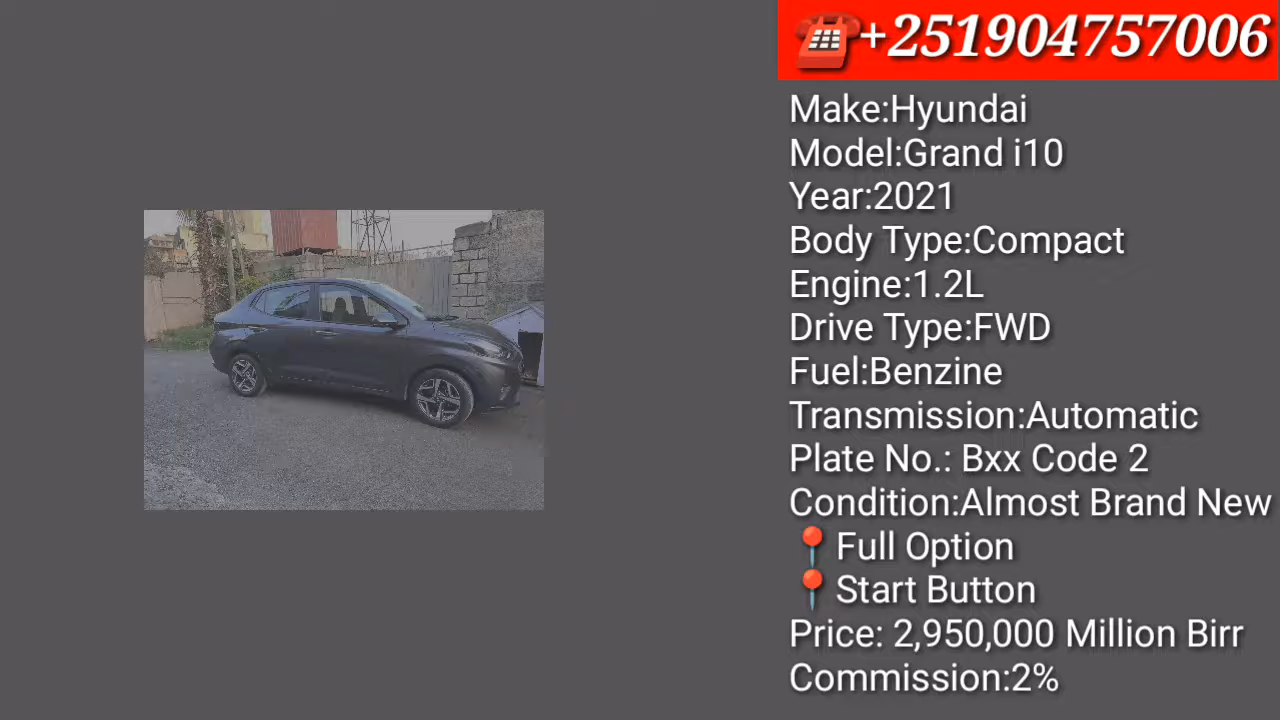 ☎+251904757006
Make:Hyundai
Model:Grand i10
Year:2021
Body Type:Compact
Engine:1.2L
Drive Type:FWD
Fuel:Benzine
Transmission:Automatic
Plate No.: Bxx Code 2
Condition:Almost Brand New
📍Full Option
📍Start Button
Price: 2,950,000 Million Birr
Commission:2%